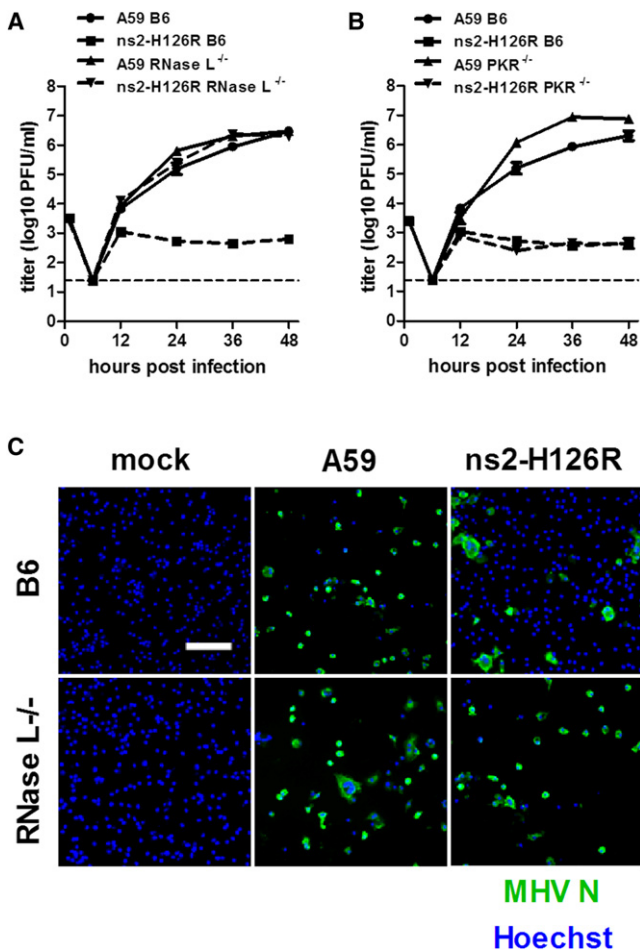 A
A59 B6
ns2-H126R B6
A59 RNase L -/-
ns2-H126R RNase L -/-
titer (log10 PFU/ml)
7
6
5
4
3
2
1
0
0 12 24 36 48
hours post infection
B
A59 B6
ns2-H126R B6
A59 PKR -/-
ns2-H126R PKR -/-
titer (log10 PFU/ml)
7
6
5
4
3
2
1
0
0 12 24 36 48
hours post infection
C
mock A59 ns2-H126R
B6
RNase L-/-
MHV N
Hoechst